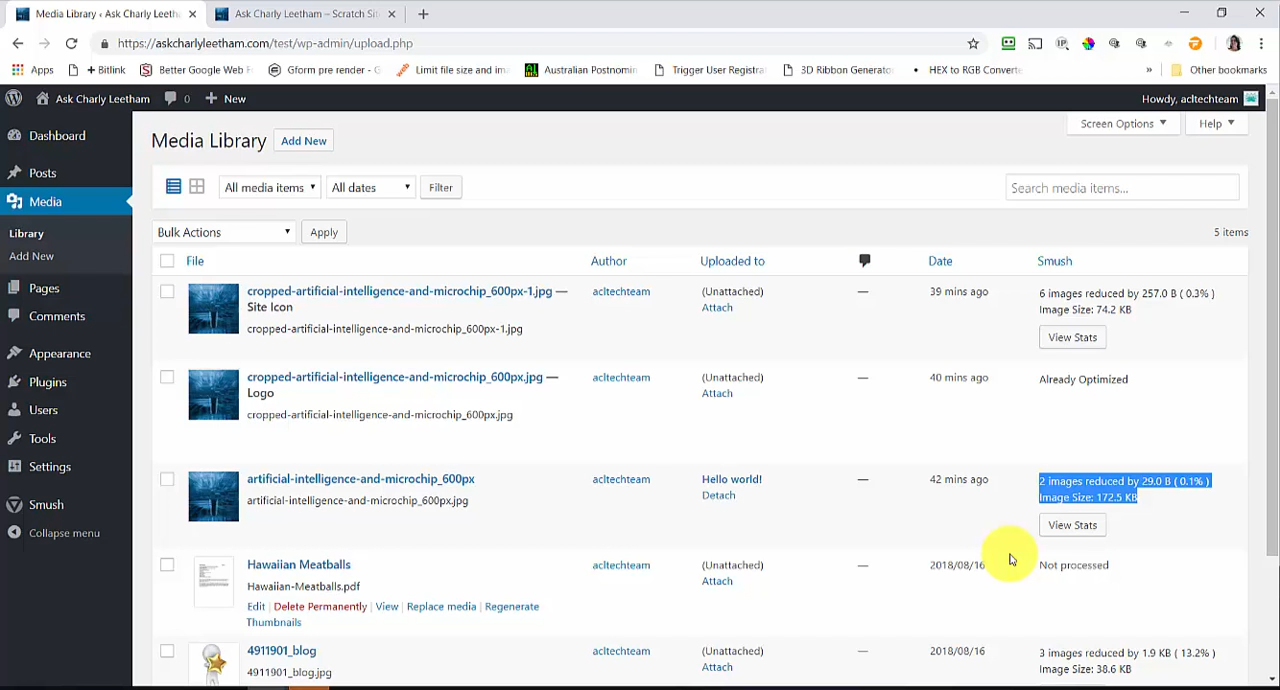 Media Library ‹ Ask Charly Leetham
Ask Charly Leetham – Scratch Sit
https://askcharlyleetham.com/test/wp-admin/upload.php
Apps
+ Bitlink
Better Google Web F
Gform pre render - G
Limit file size and ima
Australian Postnomin
Trigger User Registra
3D Ribbon Generato
HEX to RGB Converte
»
Other bookmarks
Ask Charly Leetham
0
+ New
Howdy, acltechteam
Dashboard
Posts
Media
Library
Add New
Pages
Comments
Appearance
Plugins
Users
Tools
Settings
Smush
Collapse menu
Media Library
Add New
Screen Options
Help
All media items
All dates
Filter
Search media items...
Bulk Actions
Apply
5 items
File
Author
Uploaded to
Date
Smush
cropped-artificial-intelligence-and-microchip_600px-1.jpg —
Site Icon
cropped-artificial-intelligence-and-microchip_600px-1.jpg
acltechteam
(Unattached)
Attach
—
39 mins ago
6 images reduced by 257.0 B ( 0.3% )
Image Size: 74.2 KB
View Stats
cropped-artificial-intelligence-and-microchip_600px.jpg —
Logo
cropped-artificial-intelligence-and-microchip_600px.jpg
acltechteam
(Unattached)
Attach
—
40 mins ago
Already Optimized
artificial-intelligence-and-microchip_600px
artificial-intelligence-and-microchip_600px.jpg
acltechteam
Hello world!
Detach
—
42 mins ago
2 images reduced by 29.0 B ( 0.1% )
Image Size: 172.5 KB
View Stats
Hawaiian Meatballs
Hawaiian-Meatballs.pdf
Edit | Delete Permanently | View | Replace media | Regenerate
Thumbnails
acltechteam
(Unattached)
Attach
—
2018/08/16
Not processed
4911901_blog
4911901_blog.jpg
acltechteam
(Unattached)
Attach
—
2018/08/16
3 images reduced by 1.9 KB ( 13.2% )
Image Size: 38.6 KB